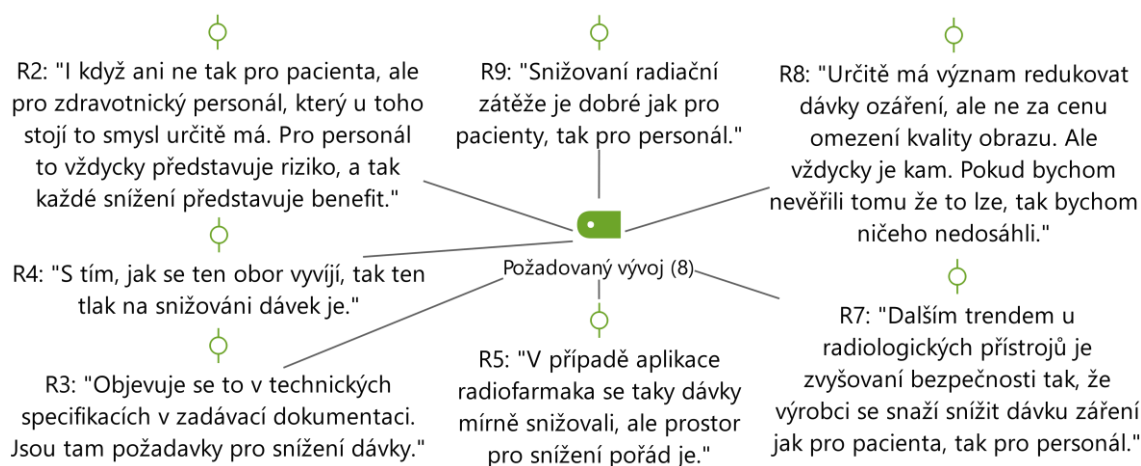 R2: "I když ani ne tak pro pacienta, ale
pro zdravotnický personál, který u toho
stojí to smysl určitě má. Pro personál
to vždycky představuje riziko, a tak
každé snížení představuje benefit."
R9: "Snižovaní radiační
zátěže je dobré jak pro
pacienty, tak pro personál."
R8: "Určitě má význam redukovat
dávky ozáření, ale ne za cenu
omezení kvality obrazu. Ale
vždycky je kam. Pokud bychom
nevěřili tomu že to lze, tak bychom
ničeho nedosáhli."
R4: "S tím, jak se ten obor vyvíjí, tak ten
tlak na snižováni dávek je."
Požadovaný vývoj (8)
R3: "Objevuje se to v technických
specifikacích v zadávací dokumentaci.
Jsou tam požadavky pro snížení dávky."
R5: "V případě aplikace
radiofarmaka se taky dávky
mírně snižovali, ale prostor
pro snížení pořád je."
R7: "Dalším trendem u
radiologických přístrojů je
zvyšovaní bezpečnosti tak, že
výrobci se snaží snížit dávku záření
jak pro pacienta, tak pro personál."